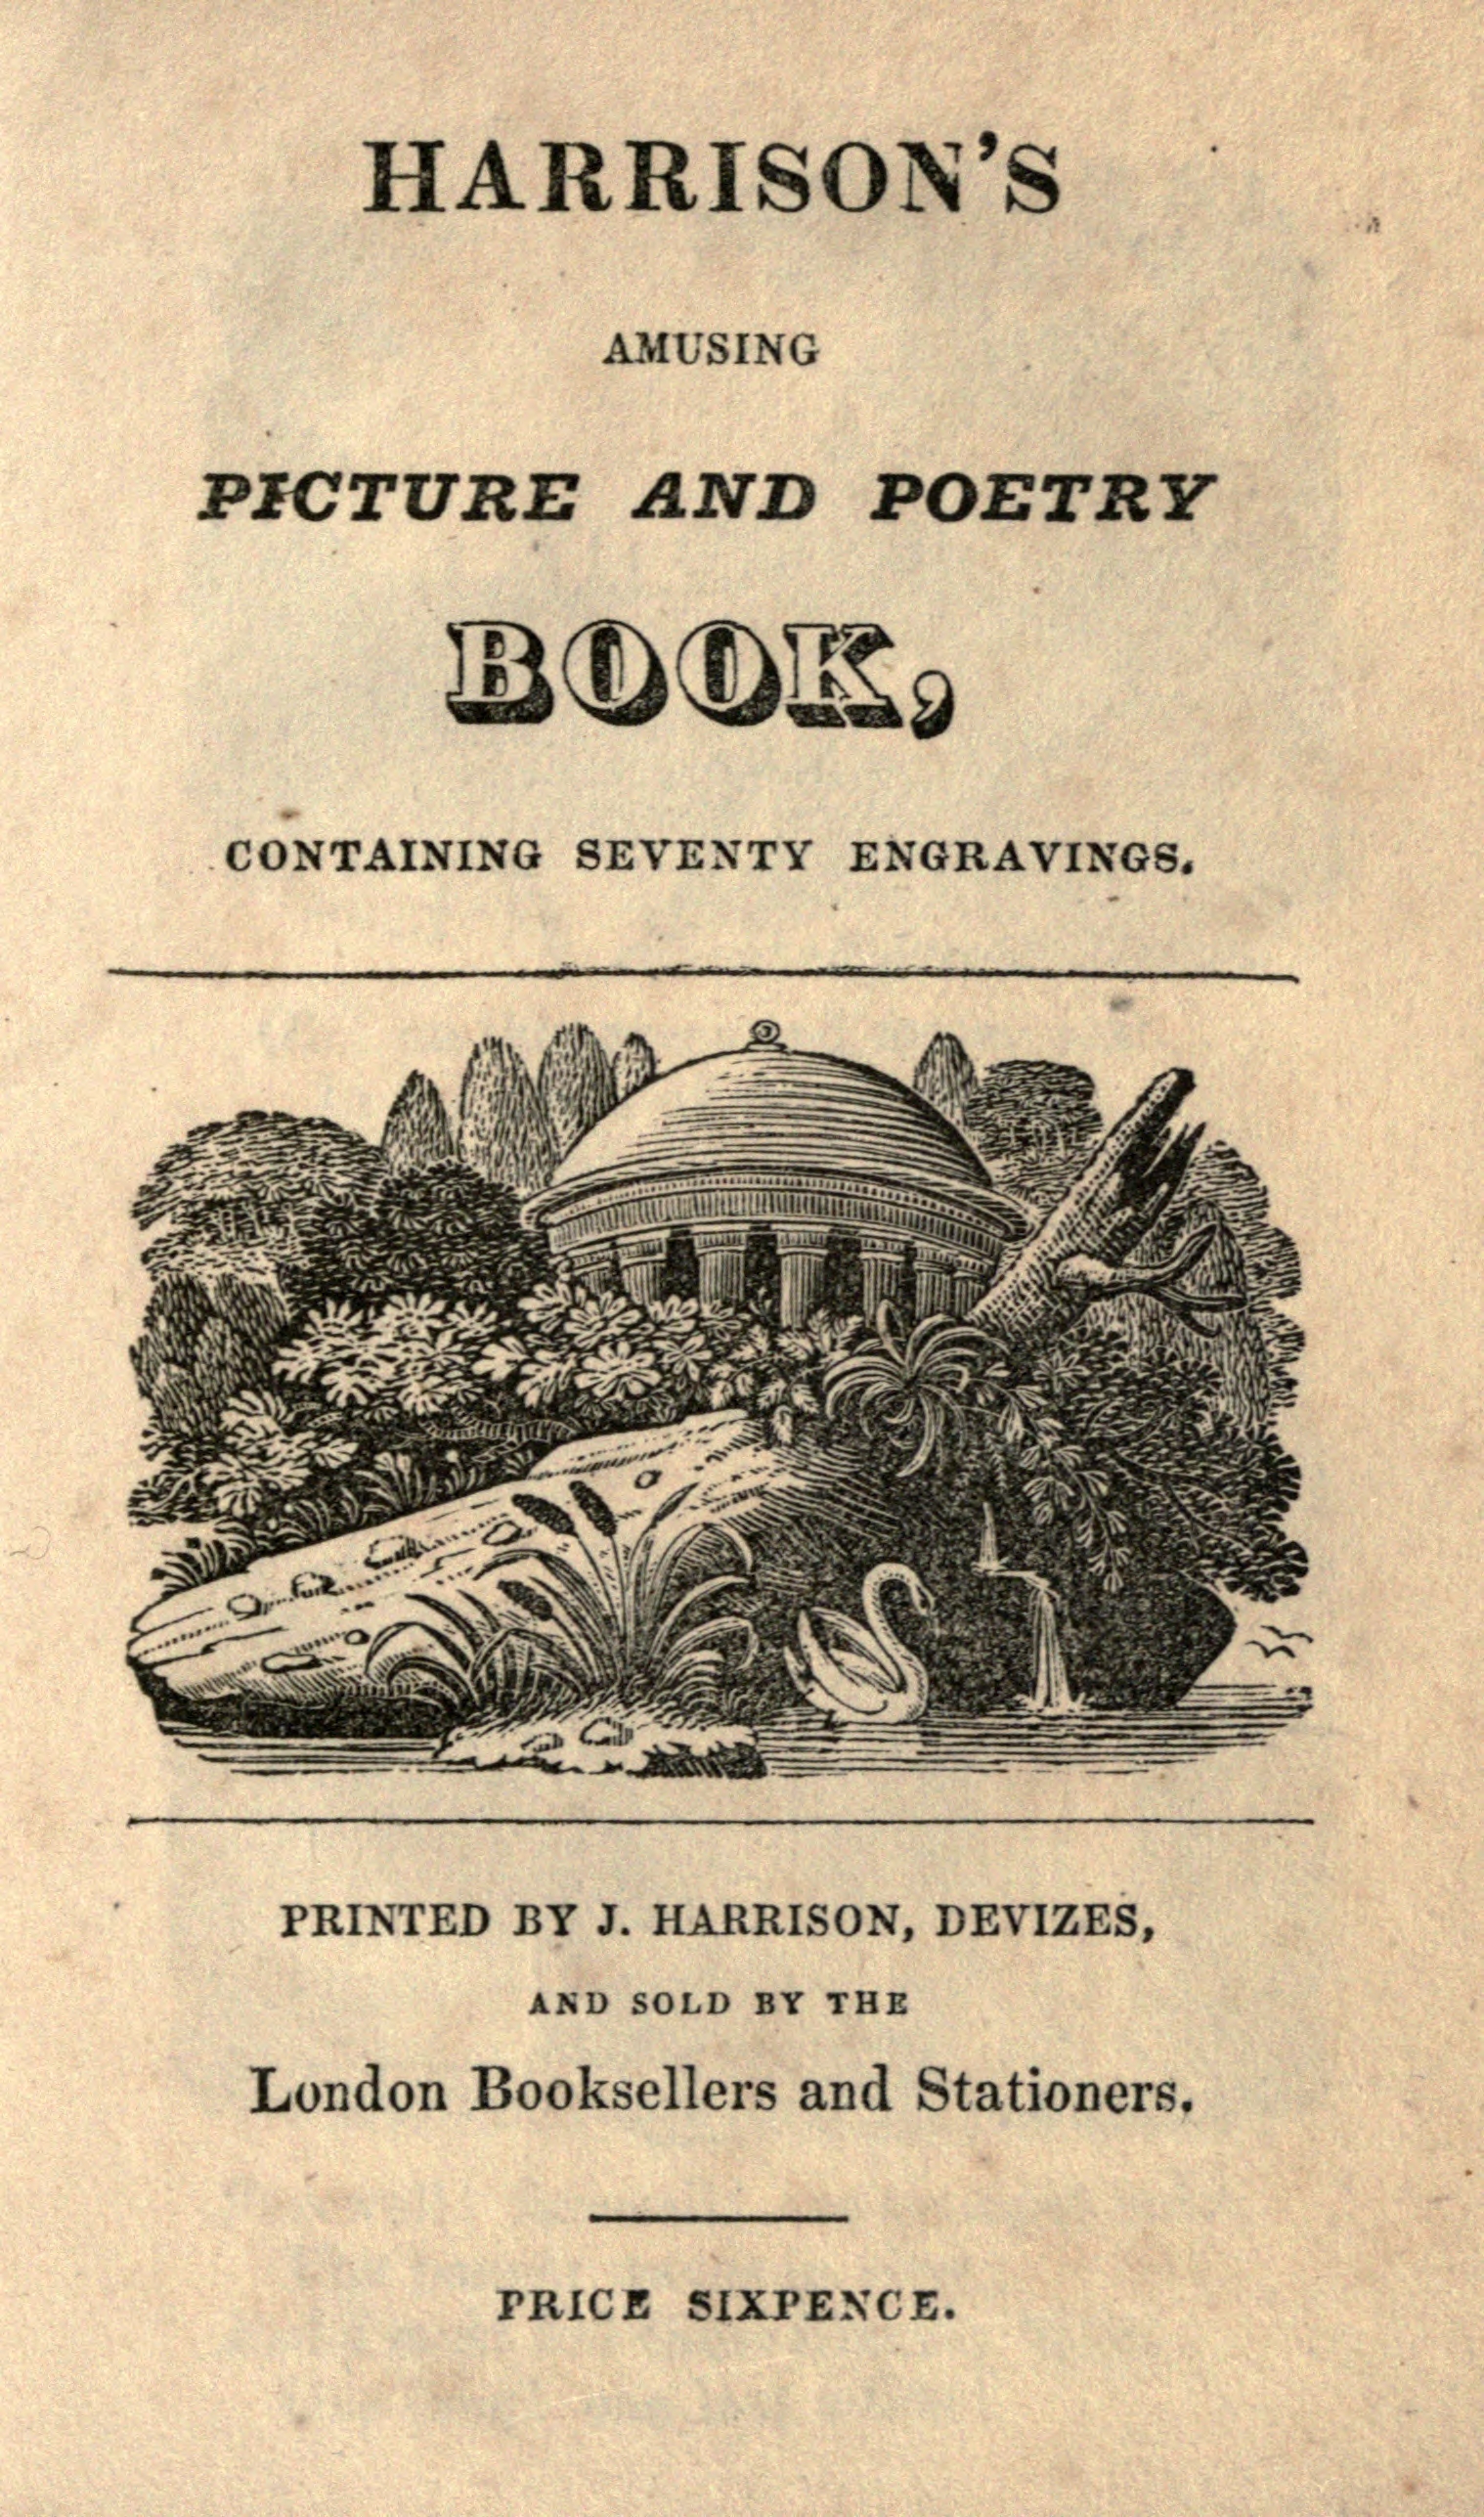 HARRISON'S
AMUSING
PICTURE AND POETRY
BOOK,
CONTAINING SEVENTY ENGRAVINGS.
PRINTED BY J. HARRISON, DEVIZES,
AND SOLD BY THE
London Booksellers and Stationers.
PRICE SIXPENCE.